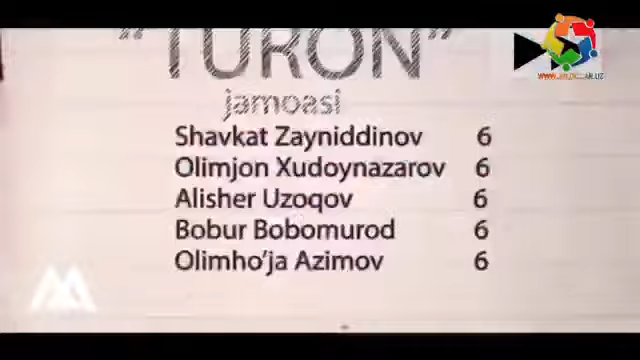 "TURON"
jamoasi
Shavkat Zayniddinov 6
Olimjon Xudoynazarov 6
Alisher Uzoqov 6
Bobur Bobomurod 6
Olimho'ja Azimov 6